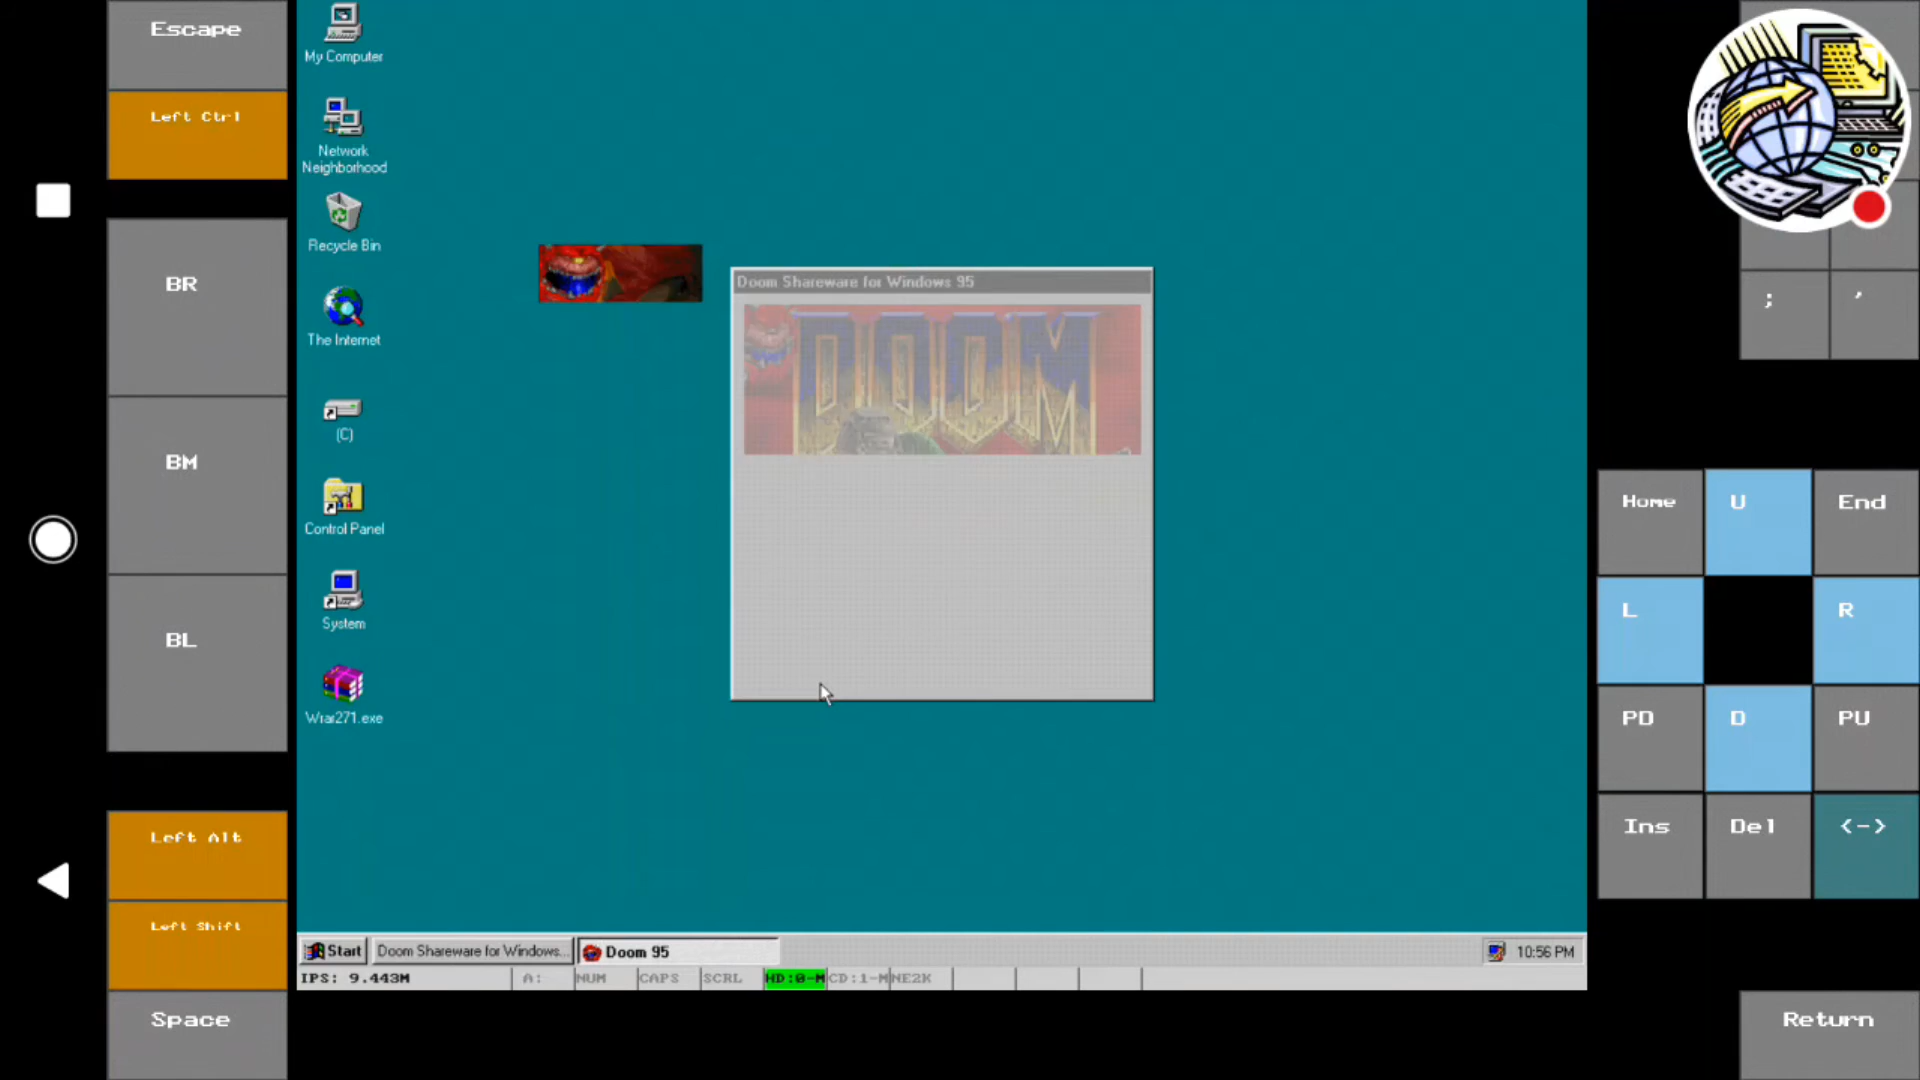 Escape
Left Ctrl
BR
BM
BL
Left Alt
Left Shift
Space
My Computer
Network
Neighborhood
Recycle Bin
The Internet
(C)
Control Panel
System
Wrar271.exe
Doom Shareware for Windows 95
DOOM
Start
Doom Shareware for Windows...
Doom 95
10:56 PM
IPS: 9.443M
A:
NUM
CAPS
SCRL
HD:0-M
CD:1-M
NE2K
; '
Home U End
L R
PD D PU
Ins Del <->
Return